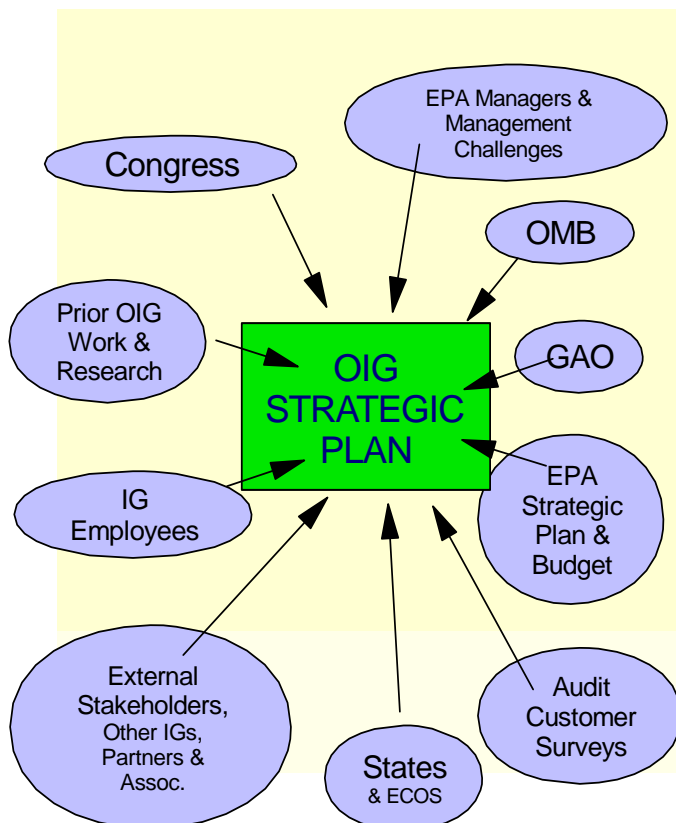 EPA Managers &
Management
Challenges
Congress
OMB
Prior OIG
Work &
Research
OIG
STRATEGIC
PLAN
GAO
IG
Employees
EPA
Strategic
Plan &
Budget
External
Stakeholders,
Other IGs,
Partners &
Assoc.
States
& ECOS
Audit
Customer
Surveys